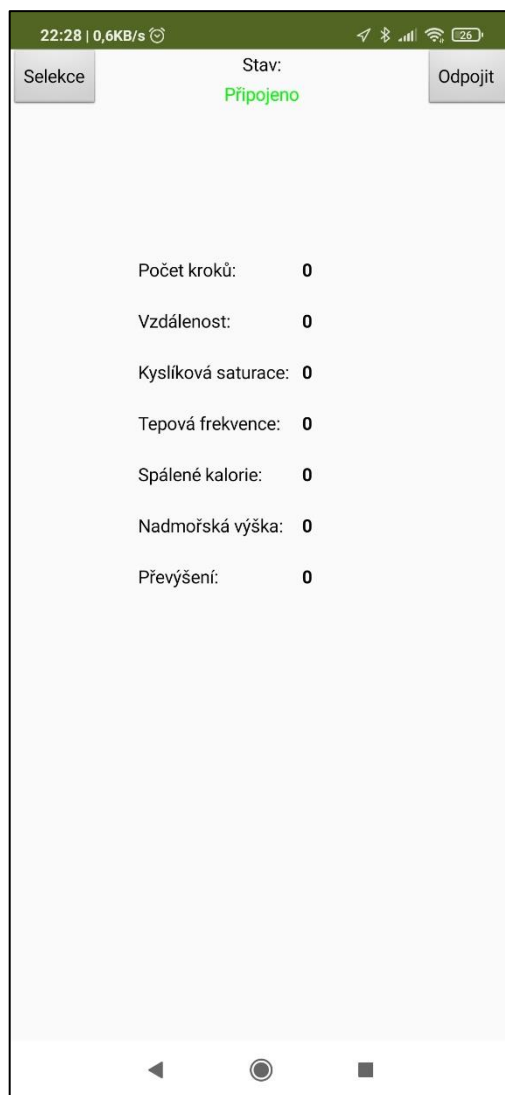 22:28 | 0,6KB/s 26
Selekce Stav: Odpojit
Připojeno
Počet kroků: 0
Vzdálenost: 0
Kyslíková saturace: 0
Tepová frekvence: 0
Spálené kalorie: 0
Nadmořská výška: 0
Převýšení: 0